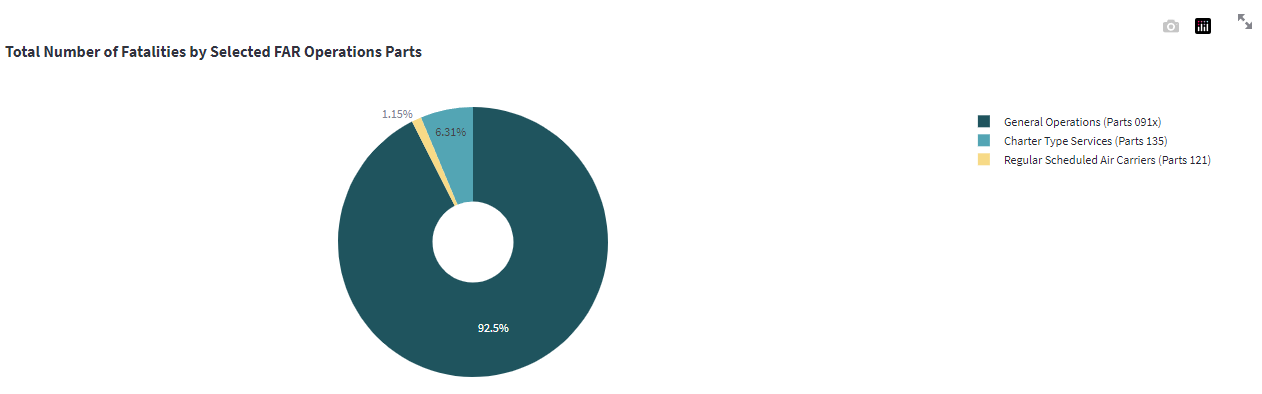 Total Number of Fatalities by Selected FAR Operations Parts
1.15%
6.31%
92.5%
General Operations (Parts 091x)
Charter Type Services (Parts 135)
Regular Scheduled Air Carriers (Parts 121)